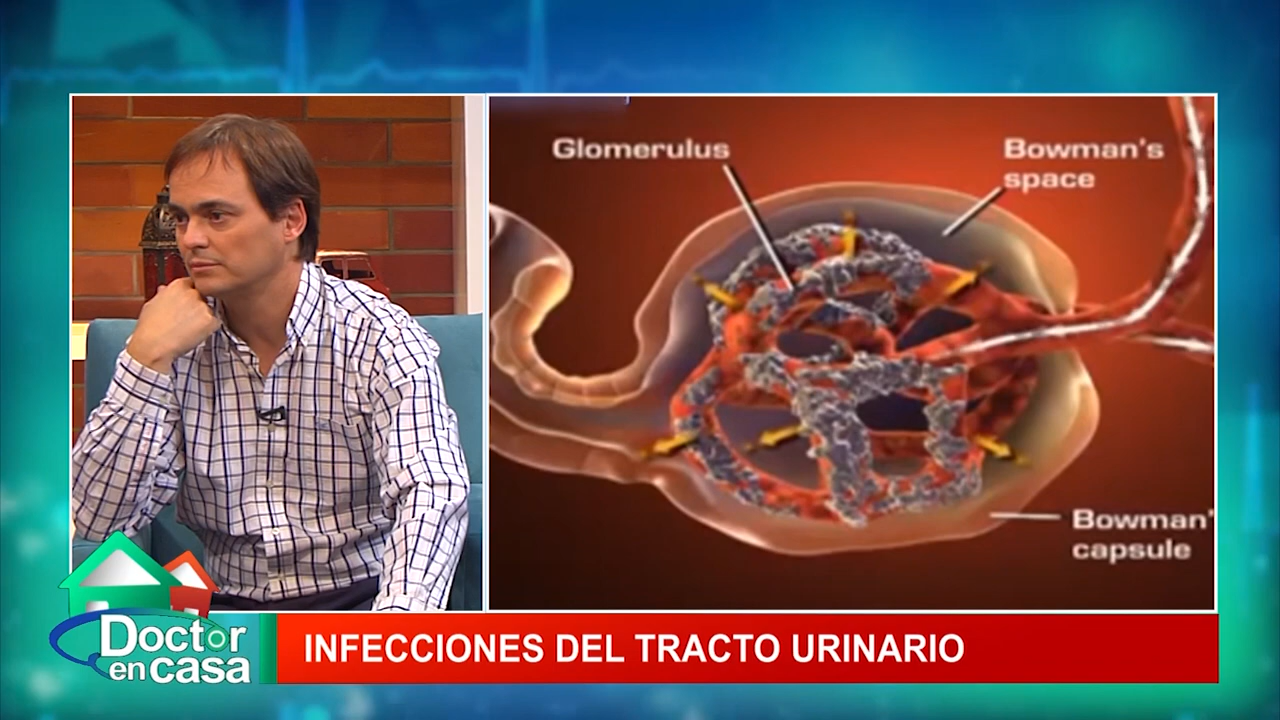 Glomerulus
Bowman's
space
Bowman'
capsule
Doctor
en casa
INFECCIONES DEL TRACTO URINARIO